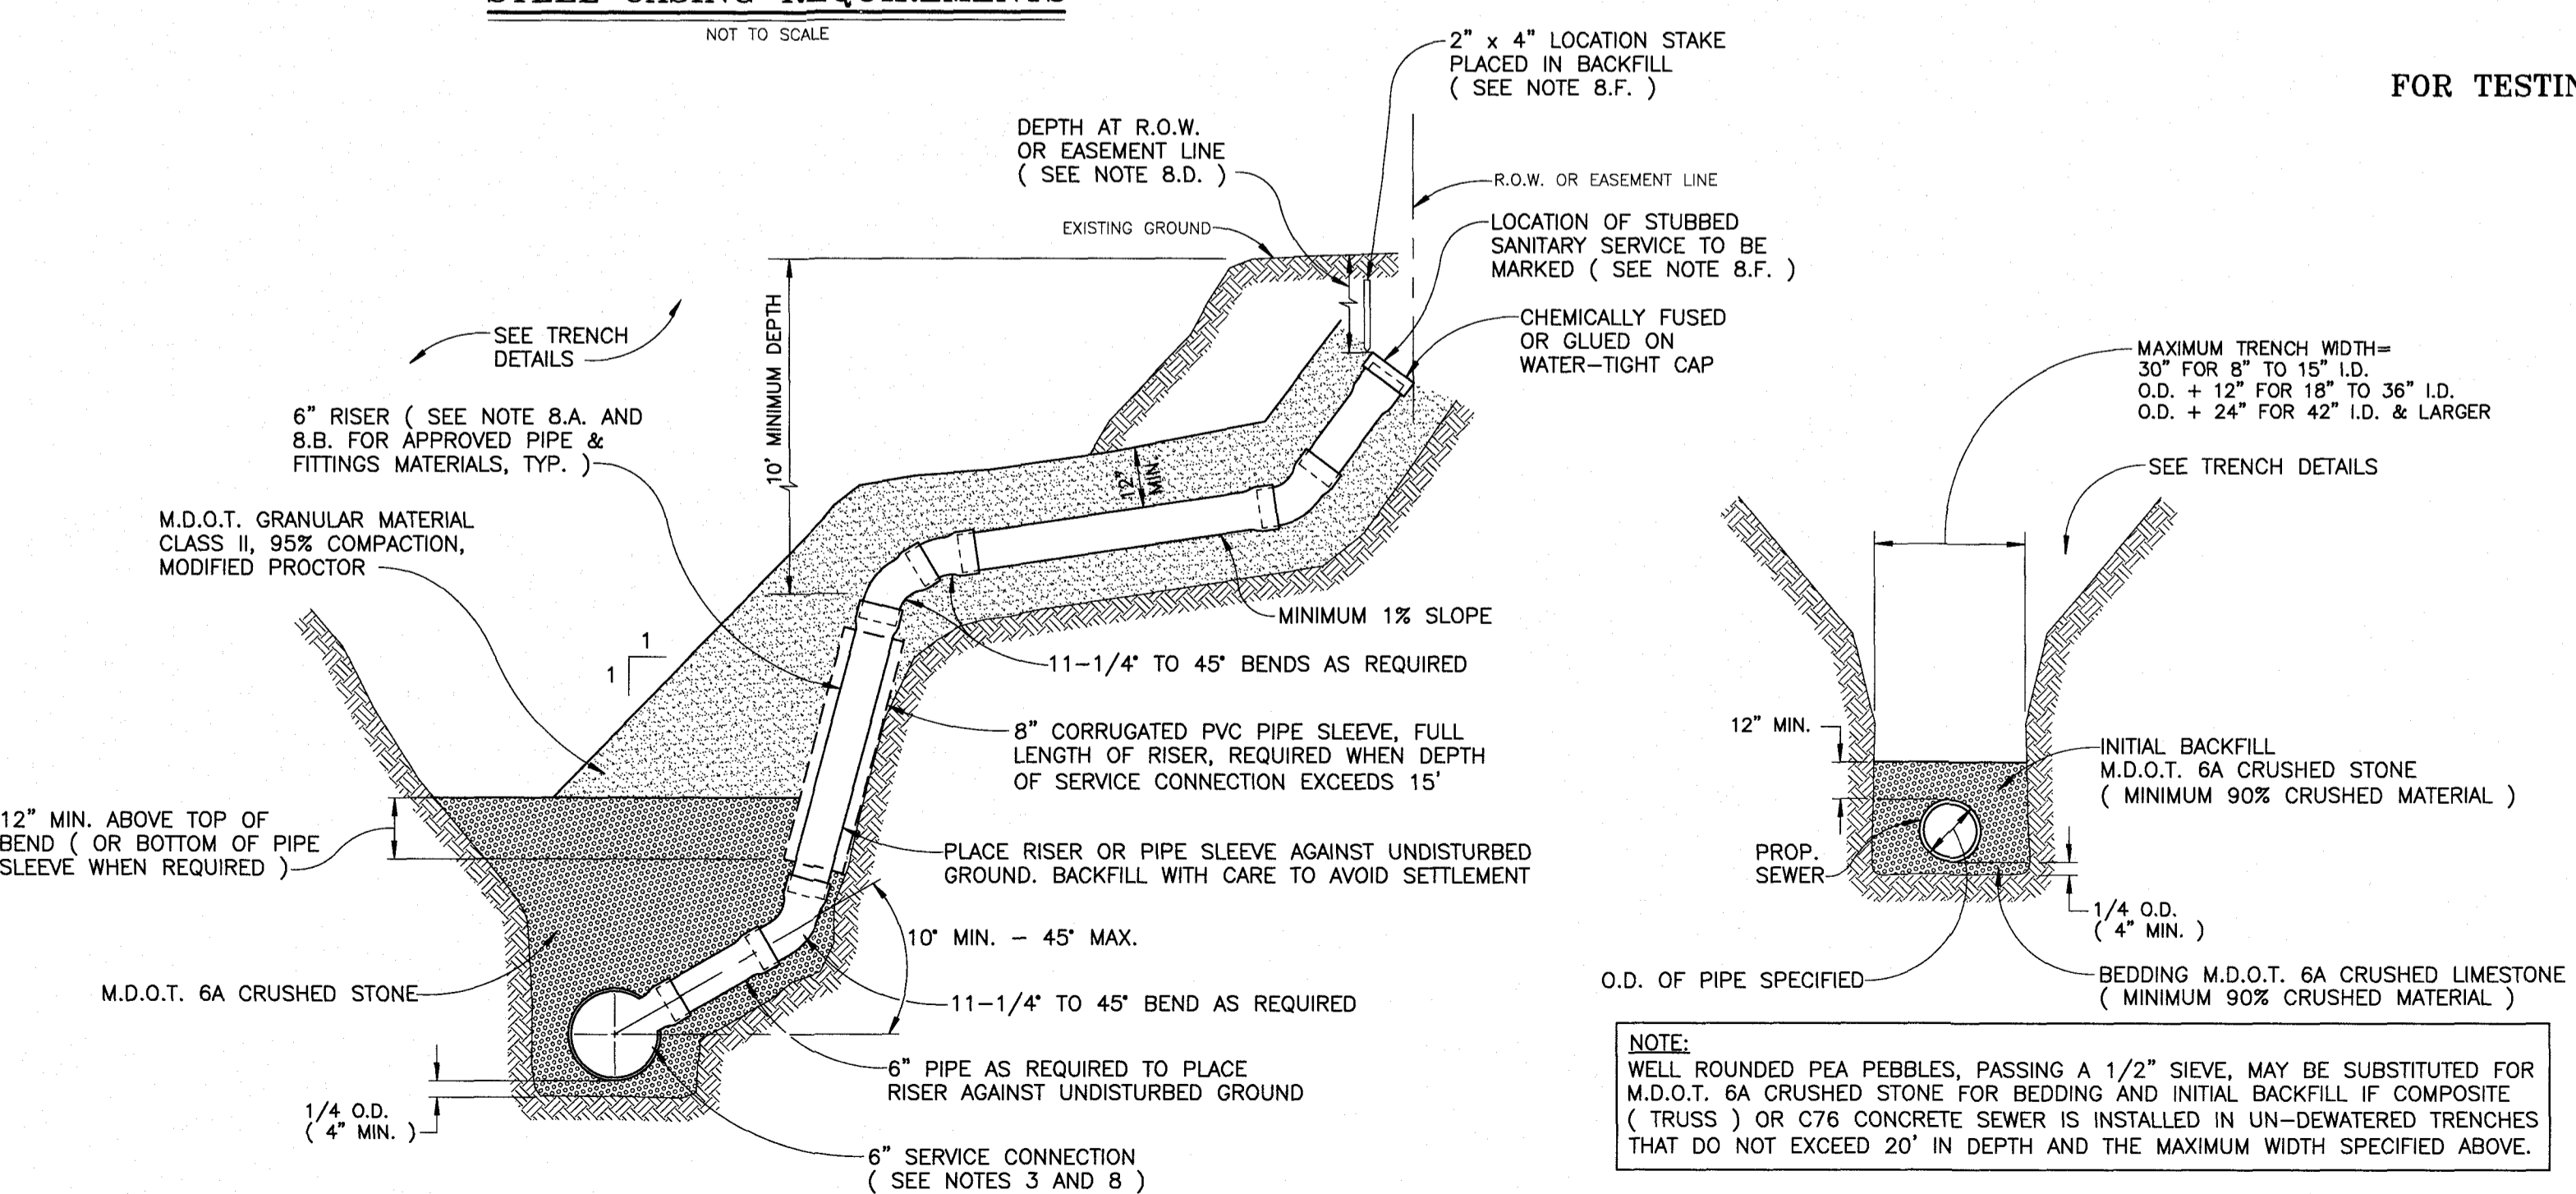 STEEL CASING REQUIREMENTS
NOT TO SCALE
FOR TESTIN
2" x 4" LOCATION STAKE
PLACED IN BACKFILL
( SEE NOTE 8.F. )
DEPTH AT R.O.W.
OR EASEMENT LINE
( SEE NOTE 8.D. )
R.O.W. OR EASEMENT LINE
EXISTING GROUND
LOCATION OF STUBBED
SANITARY SERVICE TO BE
MARKED ( SEE NOTE 8.F. )
CHEMICALLY FUSED
OR GLUED ON
WATER-TIGHT CAP
10' MINIMUM DEPTH
SEE TRENCH
DETAILS
6" RISER ( SEE NOTE 8.A. AND
8.B. FOR APPROVED PIPE &
FITTINGS MATERIALS, TYP. )
12"
MIN.
M.D.O.T. GRANULAR MATERIAL
CLASS II, 95% COMPACTION,
MODIFIED PROCTOR
1
1
MINIMUM 1% SLOPE
11-1/4° TO 45° BENDS AS REQUIRED
8" CORRUGATED PVC PIPE SLEEVE, FULL
LENGTH OF RISER, REQUIRED WHEN DEPTH
OF SERVICE CONNECTION EXCEEDS 15'
12" MIN. ABOVE TOP OF
BEND ( OR BOTTOM OF PIPE
SLEEVE WHEN REQUIRED )
PLACE RISER OR PIPE SLEEVE AGAINST UNDISTURBED
GROUND. BACKFILL WITH CARE TO AVOID SETTLEMENT
10° MIN. - 45° MAX.
M.D.O.T. 6A CRUSHED STONE
11-1/4° TO 45° BEND AS REQUIRED
6" PIPE AS REQUIRED TO PLACE
RISER AGAINST UNDISTURBED GROUND
1/4 O.D.
( 4" MIN. )
6" SERVICE CONNECTION
( SEE NOTES 3 AND 8 )
MAXIMUM TRENCH WIDTH=
30" FOR 8" TO 15" I.D.
O.D. + 12" FOR 18" TO 36" I.D.
O.D. + 24" FOR 42" I.D. & LARGER
SEE TRENCH DETAILS
12" MIN.
INITIAL BACKFILL
M.D.O.T. 6A CRUSHED STONE
( MINIMUM 90% CRUSHED MATERIAL )
PROP.
SEWER
1/4 O.D.
( 4" MIN. )
O.D. OF PIPE SPECIFIED
BEDDING M.D.O.T. 6A CRUSHED LIMESTONE
( MINIMUM 90% CRUSHED MATERIAL )
NOTE:
WELL ROUNDED PEA PEBBLES, PASSING A 1/2" SIEVE, MAY BE SUBSTITUTED FOR
M.D.O.T. 6A CRUSHED STONE FOR BEDDING AND INITIAL BACKFILL IF COMPOSITE
( TRUSS ) OR C76 CONCRETE SEWER IS INSTALLED IN UN-DEWATERED TRENCHES
THAT DO NOT EXCEED 20' IN DEPTH AND THE MAXIMUM WIDTH SPECIFIED ABOVE.